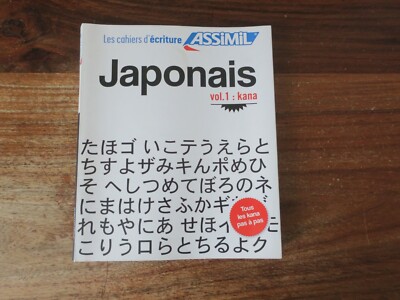 Les cahiers d'écriture ASSiMiL
Japonais
vol.1 : kana
たほゴ いこテうえらと
ちすよザみキんポめひ
そ へしつめてぼろのネ
にまはけさふかギ
れもやにあ せほイ
こりうロらとちるよク
Tous
les kana
pas à pas